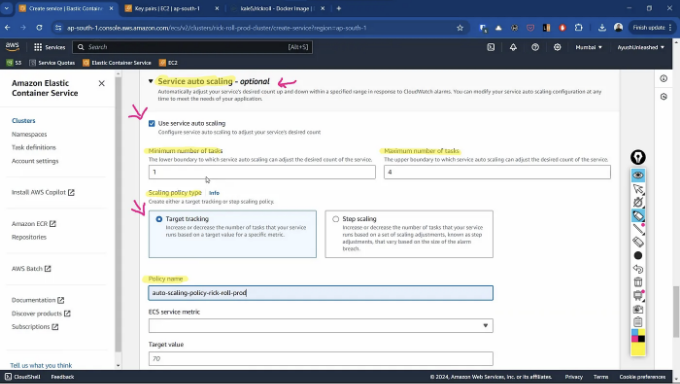 Create service | Elastic Contain
Key pairs | EC2 | ap-south-1
kale5/rickroll - Docker Image |
ap-south-1.console.aws.amazon.com/ecs/v2/clusters/rick-roll-prod-cluster/create-service?region=ap-south-1
Finish update
aws
Services
Search
[Alt+S]
Mumbai
AyushUnleashed
S3
Service Quotas
Elastic Container Service
EC2
Amazon Elastic
Container Service
Clusters
Namespaces
Task definitions
Account settings
Install AWS Copilot
Amazon ECR
Repositories
AWS Batch
Documentation
Discover products
Subscriptions
Tell us what you think
Service auto scaling - optional
Automatically adjust your service's desired count up and down within a specified range in response to CloudWatch alarms. You can modify your service auto scaling configuration at
any time to meet the needs of your application.
Use service auto scaling
Configure service auto scaling to adjust your service's desired count
Minimum number of tasks
The lower boundary to which service auto scaling can adjust the desired count of the service.
1
Maximum number of tasks
The upper boundary to which service auto scaling can adjust the desired count of the service.
4
Scaling policy type
Info
Create either a target tracking or step scaling policy.
Target tracking
Increase or decrease the number of tasks that your service
runs based on a target value for a specific metric.
Step scaling
Increase or decrease the number of tasks that your service
runs based on a set of scaling adjustments, known as step
adjustments, that vary based on the size of the alarm
breach.
Policy name
auto-scaling-policy-rick-roll-prod
ECS service metric
Target value
70
CloudShell
Feedback
© 2024, Amazon Web Services, Inc. or its affiliates.
Privacy
Terms
Cookie preferences